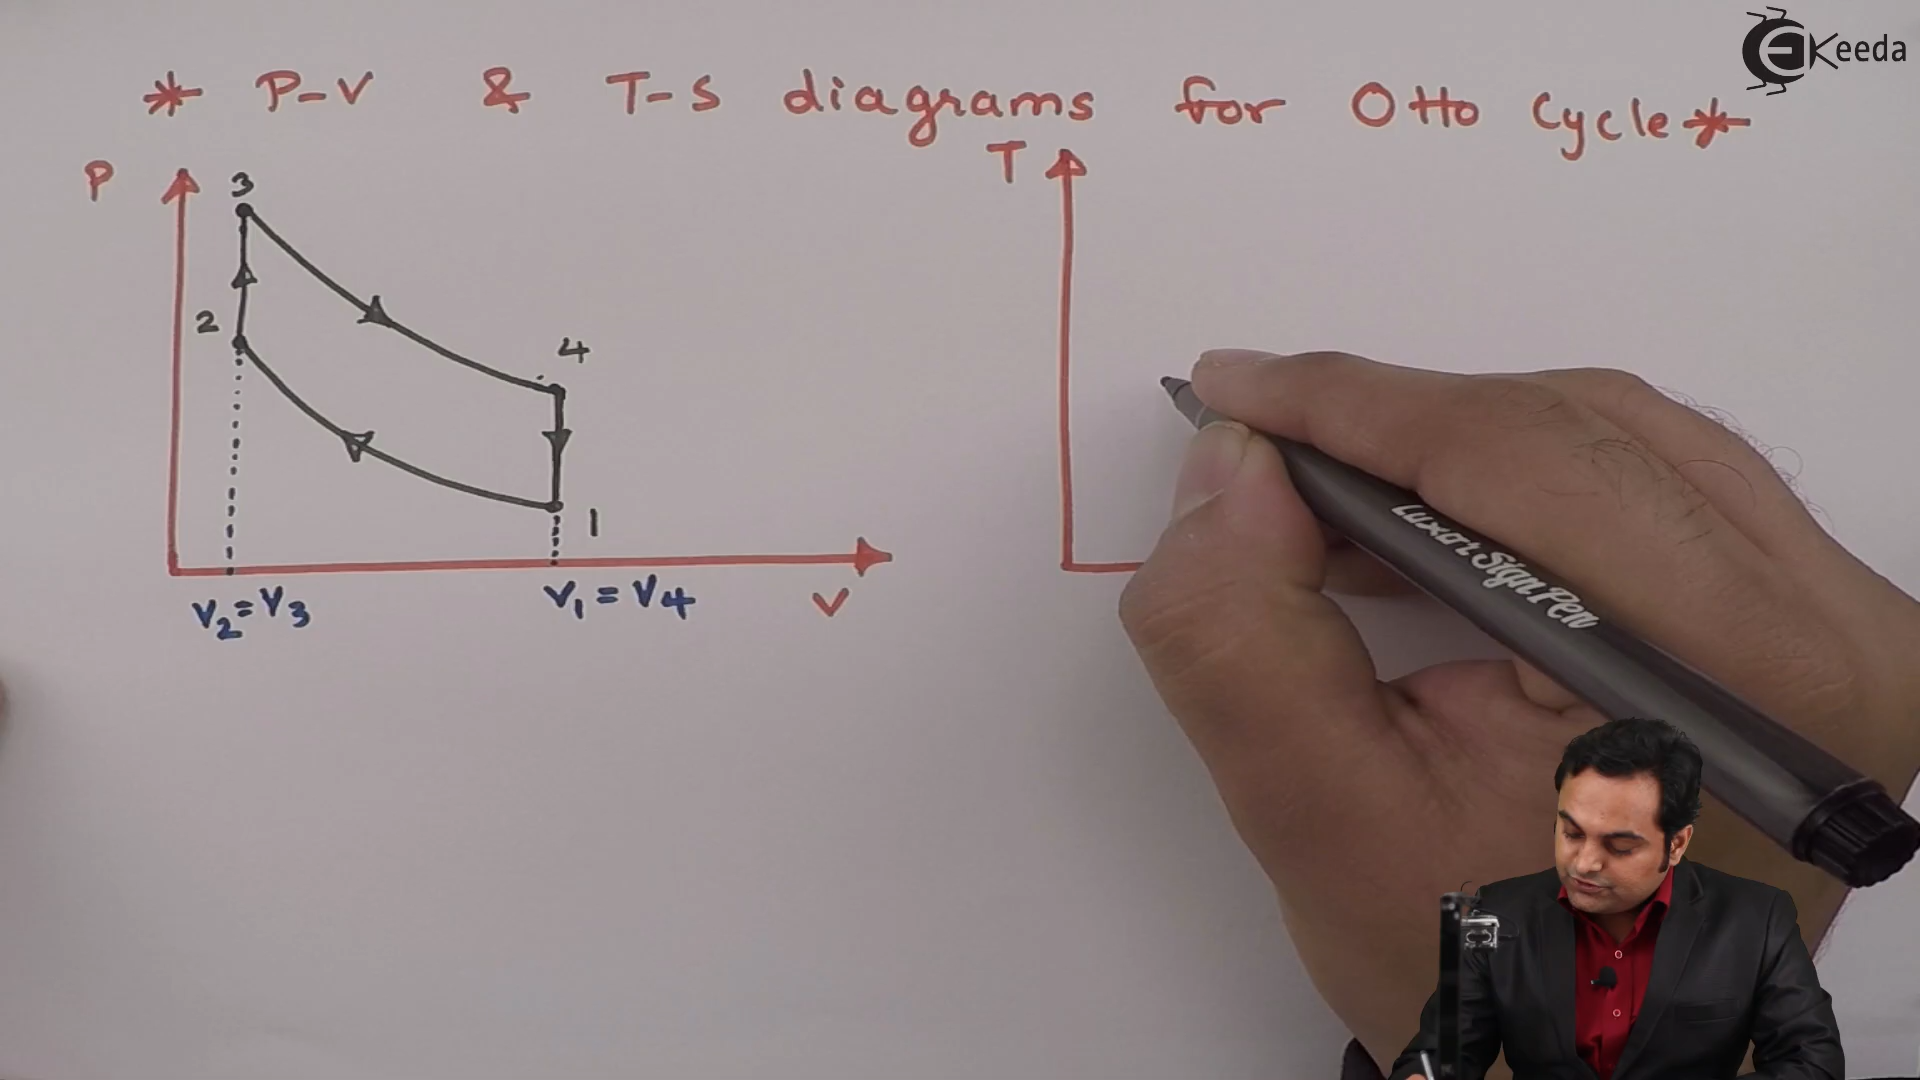 EKeeda
* P-V & T-S diagrams for Otto Cycle *
P
3
2
4
1
V₂=V₃
V₁ = V₄
V
T
Luxor Sign Pen